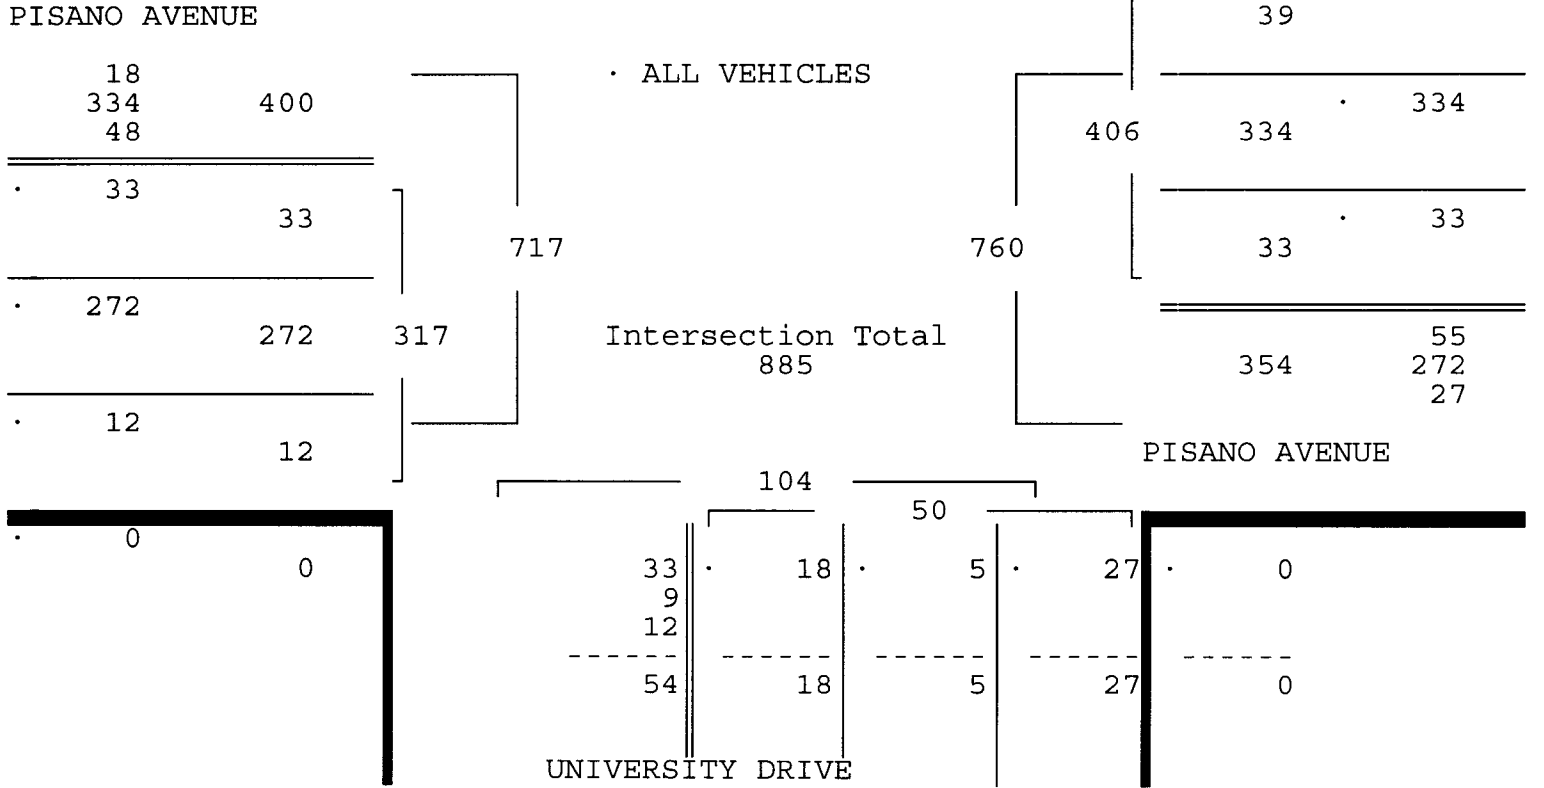 PISANO AVENUE 39
18 · ALL VEHICLES
334 400 · 334
48 406 334
· 33
33 · 33
717 760 33
· 272
272 317 Intersection Total 55
885 354 272
27
· 12
12 PISANO AVENUE
104
50
· 0
0 33 · 18 · 5 · 27 · 0
9
12
54 18 5 27 0
UNIVERSITY DRIVE